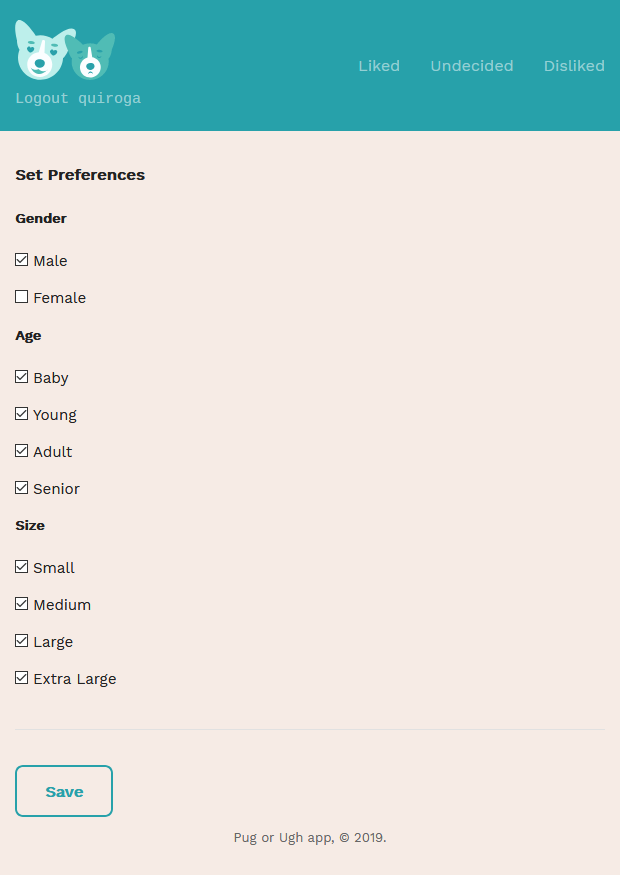 Liked Undecided Disliked
Logout quiroga
Set Preferences
Gender
Male
Female
Age
Baby
Young
Adult
Senior
Size
Small
Medium
Large
Extra Large
Save
Pug or Ugh app, © 2019.